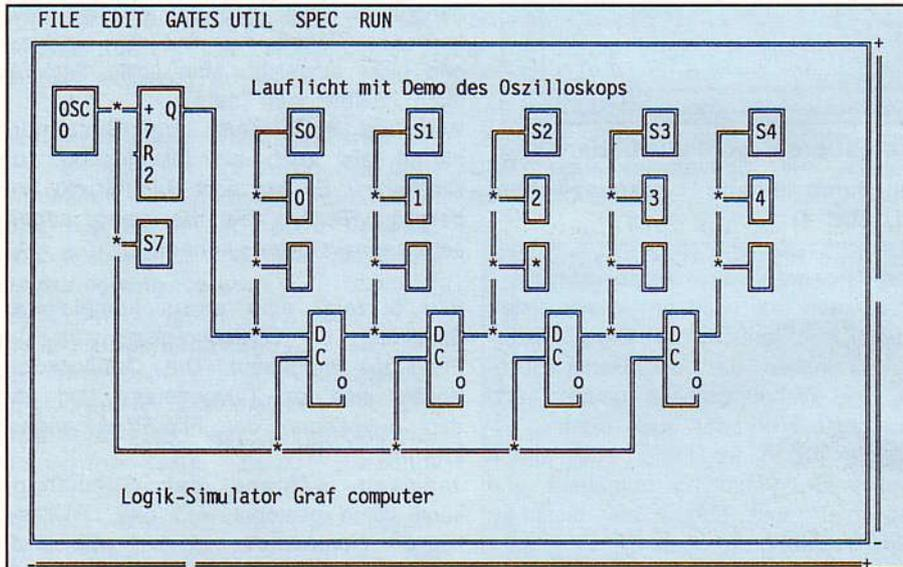 FILE EDIT GATES UTIL SPEC RUN
+
Lauflicht mit Demo des Oszilloskops
OSC * + Q
0 7
R
2
S0 S1 S2 S3 S4
* 0 * 1 * 2 * 3 * 4
* S7
* * * * * *
* D * D * D * D
C C C C
o o o o
* * *
Logik-Simulator Graf computer
-
- +